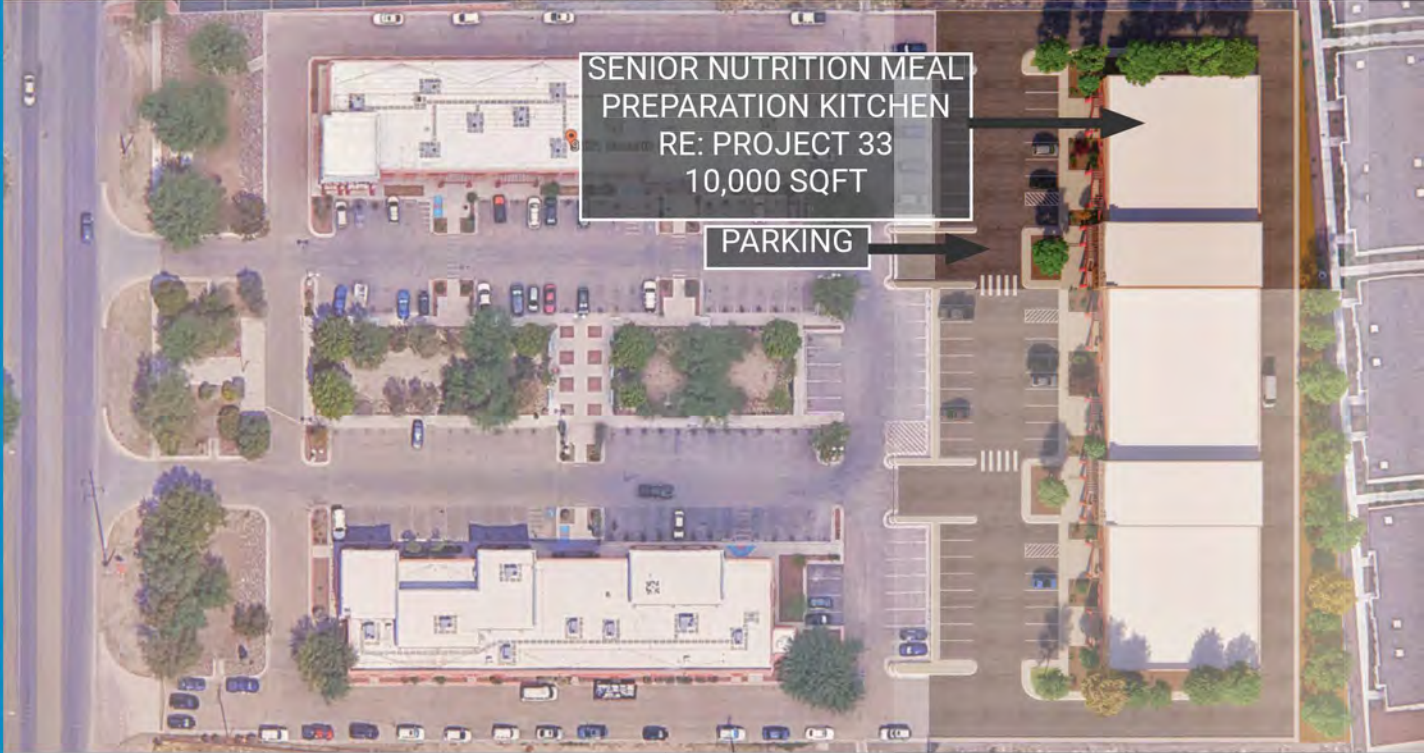 SENIOR NUTRITION MEAL
PREPARATION KITCHEN
RE: PROJECT 33
10,000 SQFT
PARKING